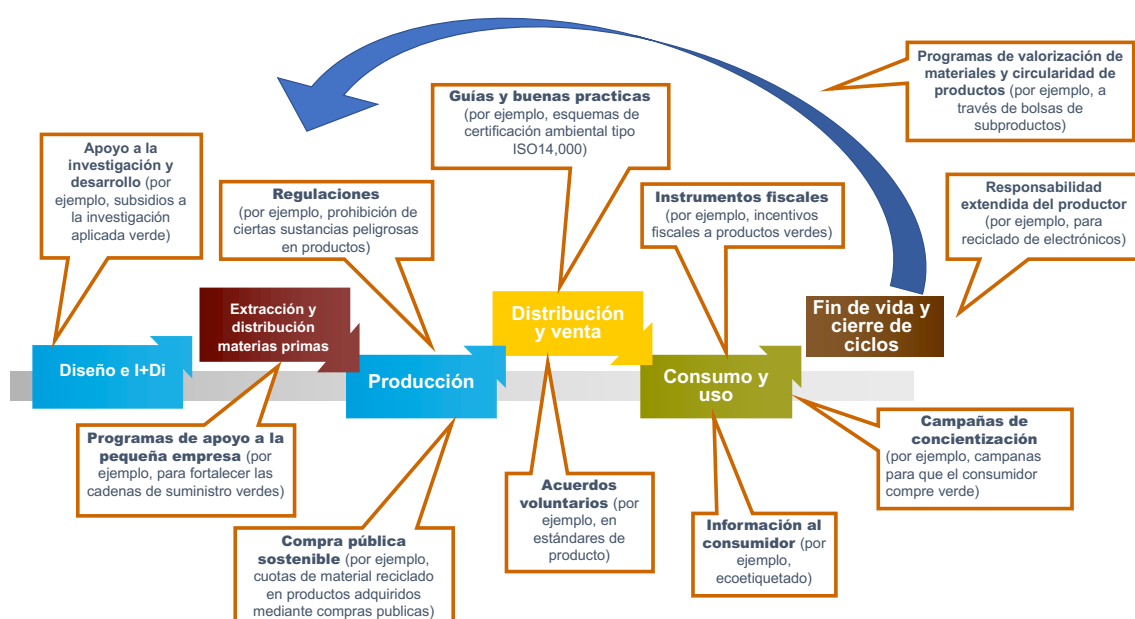 Programas de valorización de
materiales y circularidad de
productos (por ejemplo, a
través de bolsas de
subproductos)
Guías y buenas practicas
(por ejemplo, esquemas de
certificación ambiental tipo
ISO14,000)
Apoyo a la
investigación y
desarrollo (por
ejemplo, subsidios a
la investigación
aplicada verde)
Regulaciones
(por ejemplo, prohibición de
ciertas sustancias peligrosas
en productos)
Instrumentos fiscales
(por ejemplo, incentivos
fiscales a productos verdes)
Responsabilidad
extendida del productor
(por ejemplo, para
reciclado de electrónicos)
Diseño e I+Di
Extracción y
distribución
materias primas
Producción
Distribución
y venta
Consumo y
uso
Fin de vida y
cierre de
ciclos
Programas de apoyo a la
pequeña empresa (por
ejemplo, para fortalecer las
cadenas de suministro verdes)
Compra pública
sostenible (por ejemplo,
cuotas de material reciclado
en productos adquiridos
mediante compras publicas)
Acuerdos
voluntarios (por
ejemplo, en
estándares de
producto)
Información al
consumidor (por
ejemplo,
ecoetiquetado)
Campañas de
concientización
(por ejemplo, campanas
para que el consumidor
compre verde)